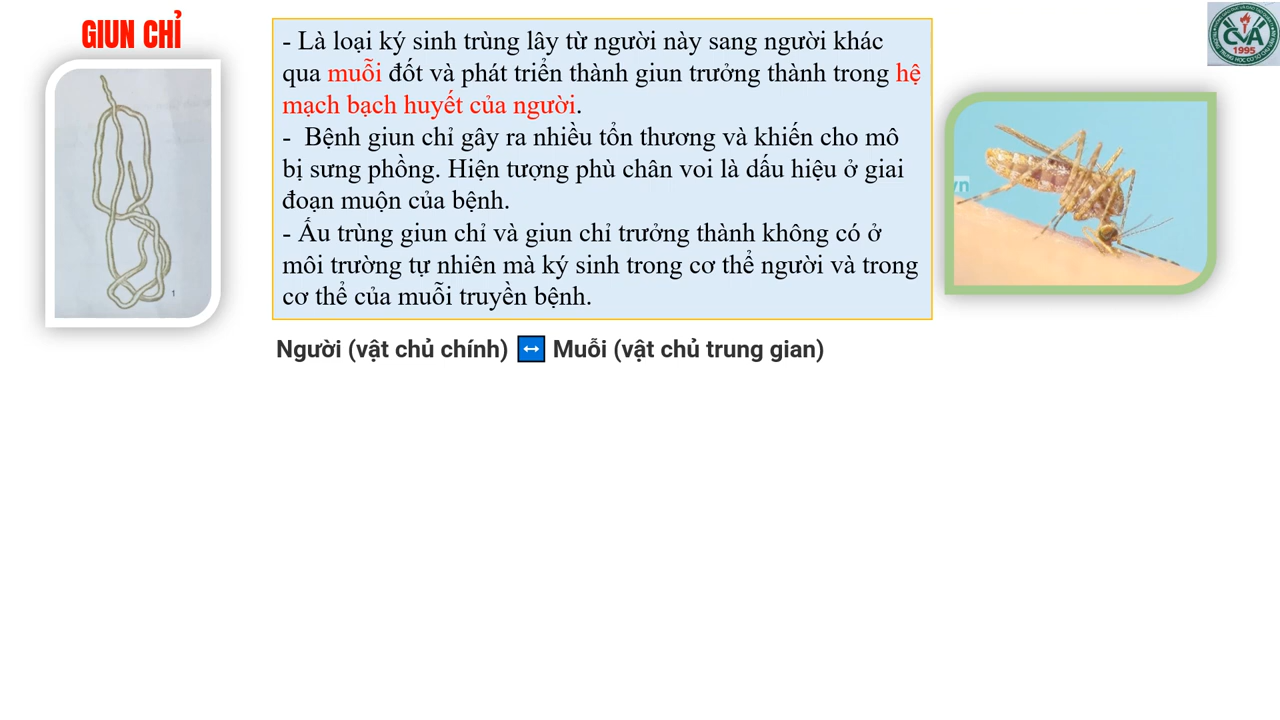 GIUN CHỈ
- Là loại ký sinh trùng lây từ người này sang người khác
qua muỗi đốt và phát triển thành giun trưởng thành trong hệ
mạch bạch huyết của người.
- Bệnh giun chỉ gây ra nhiều tổn thương và khiến cho mô
bị sưng phồng. Hiện tượng phù chân voi là dấu hiệu ở giai
đoạn muộn của bệnh.
- Ấu trùng giun chỉ và giun chỉ trưởng thành không có ở
môi trường tự nhiên mà ký sinh trong cơ thể người và trong
cơ thể của muỗi truyền bệnh.
Người (vật chủ chính) ↔ Muỗi (vật chủ trung gian)
1
vn
CVA
1995